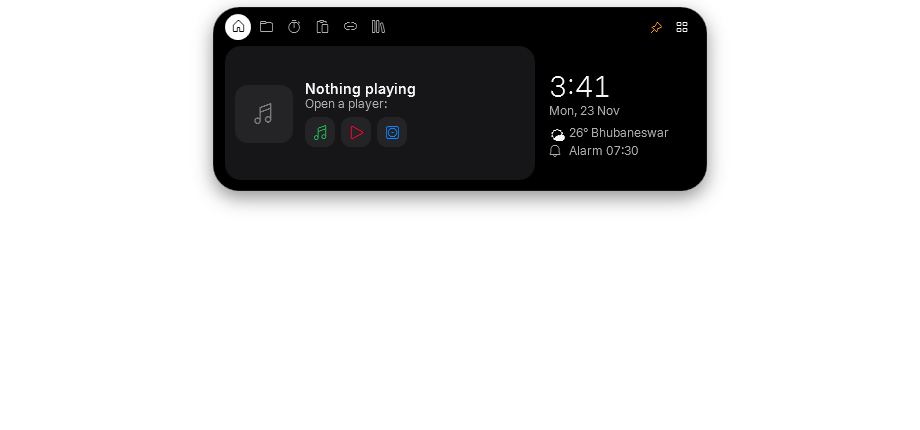 Nothing playing
Open a player:
3:41
Mon, 23 Nov
26° Bhubaneswar
Alarm 07:30